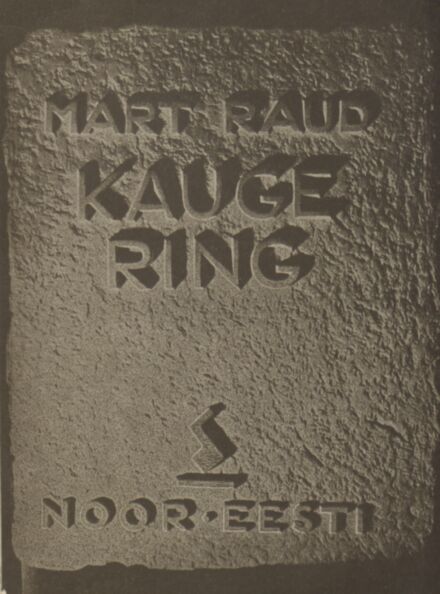 MART RAUD
KAUGE
RING
NOOR-EESTI